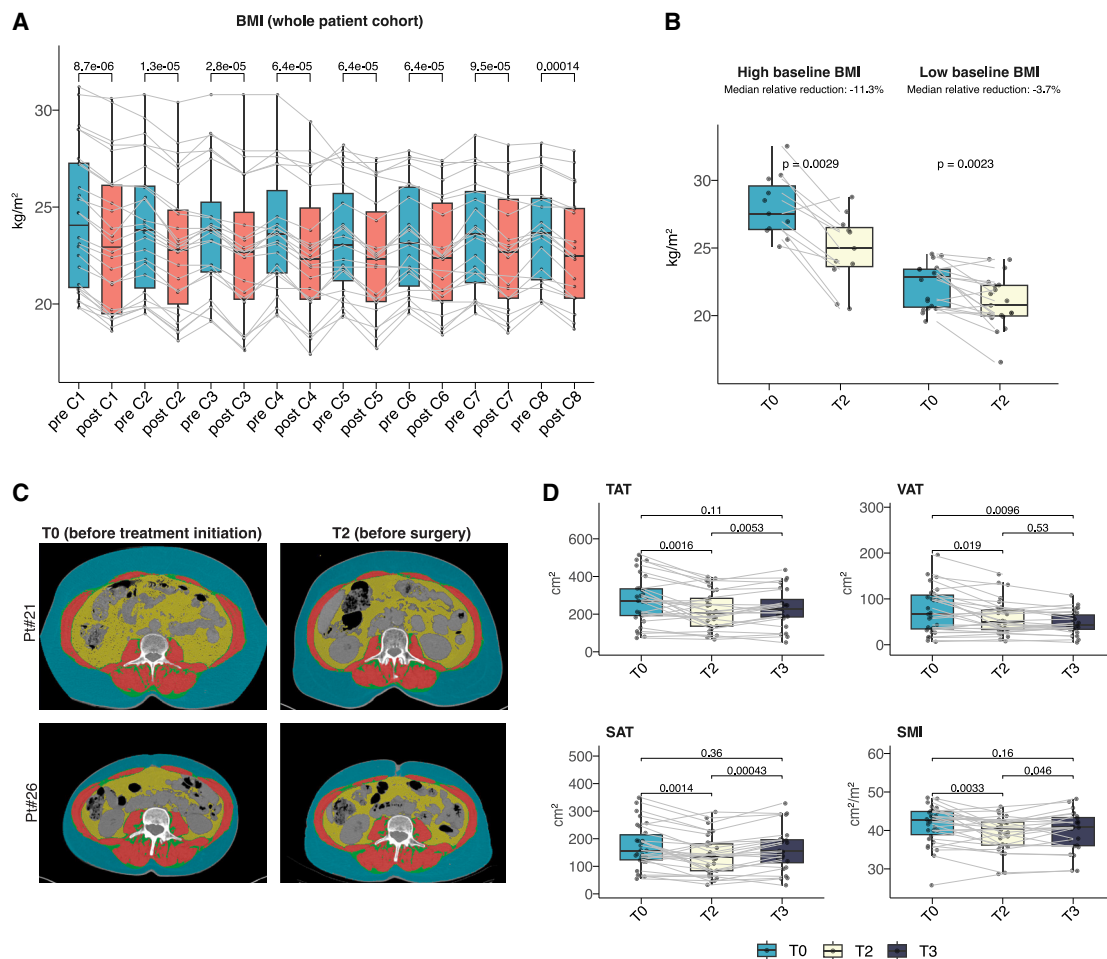 A
BMI (whole patient cohort)
8.7e-06 1.3e-05 2.8e-05 6.4e-05 6.4e-05 6.4e-05 9.5e-05 0.00014
kg/m²
30
25
20
pre C1 post C1 pre C2 post C2 pre C3 post C3 pre C4 post C4 pre C5 post C5 pre C6 post C6 pre C7 post C7 pre C8 post C8
B
High baseline BMI Low baseline BMI
Median relative reduction: -11.3% Median relative reduction: -3.7%
p = 0.0029 p = 0.0023
kg/m²
30
25
20
T0 T2 T0 T2
C
T0 (before treatment initiation) T2 (before surgery)
Pt#21
Pt#26
D
TAT
0.11
0.0053
0.0016
cm²
600
400
200
0
T0 T2 T3
VAT
0.0096
0.53
0.019
cm²
300
200
100
0
T0 T2 T3
SAT
0.36
0.00043
0.0014
cm²
500
400
300
200
100
0
T0 T2 T3
SMI
0.16
0.046
0.0033
cm²/m²
60
50
40
30
T0 T2 T3
T0 T2 T3